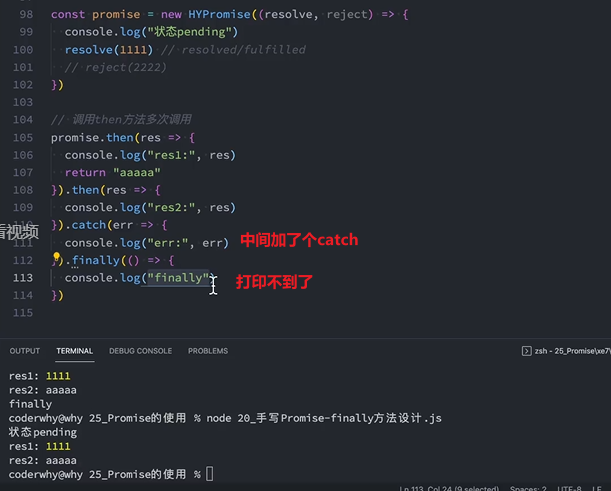 98 const promise = new HYPromise((resolve, reject) => {
99 console.log("状态pending")
100 resolve(1111) // resolved/fulfilled
101 // reject(2222)
102 })
103
104 // 调用then方法多次调用
105 promise.then(res => {
106 console.log("res1:", res)
107 return "aaaaa"
108 }).then(res => {
109 console.log("res2:", res)
110 }).catch(err => {
看视频
111 console.log("err:", err) 中间加了个catch
112 }).finally(() => {
113 console.log("finally") 打印不到了
114 })
115
OUTPUT TERMINAL DEBUG CONSOLE PROBLEMS zsh - 25_Promise\xe7\
res1: 1111
res2: aaaaa
finally
coderwhy@why 25_Promise的使用 % node 20_手写Promise-finally方法设计.js
状态pending
res1: 1111
res2: aaaaa
coderwhy@why 25_Promise的使用 %
Ln 113, Col 24 (9 selected) Spaces: 2 UTF-8 LF